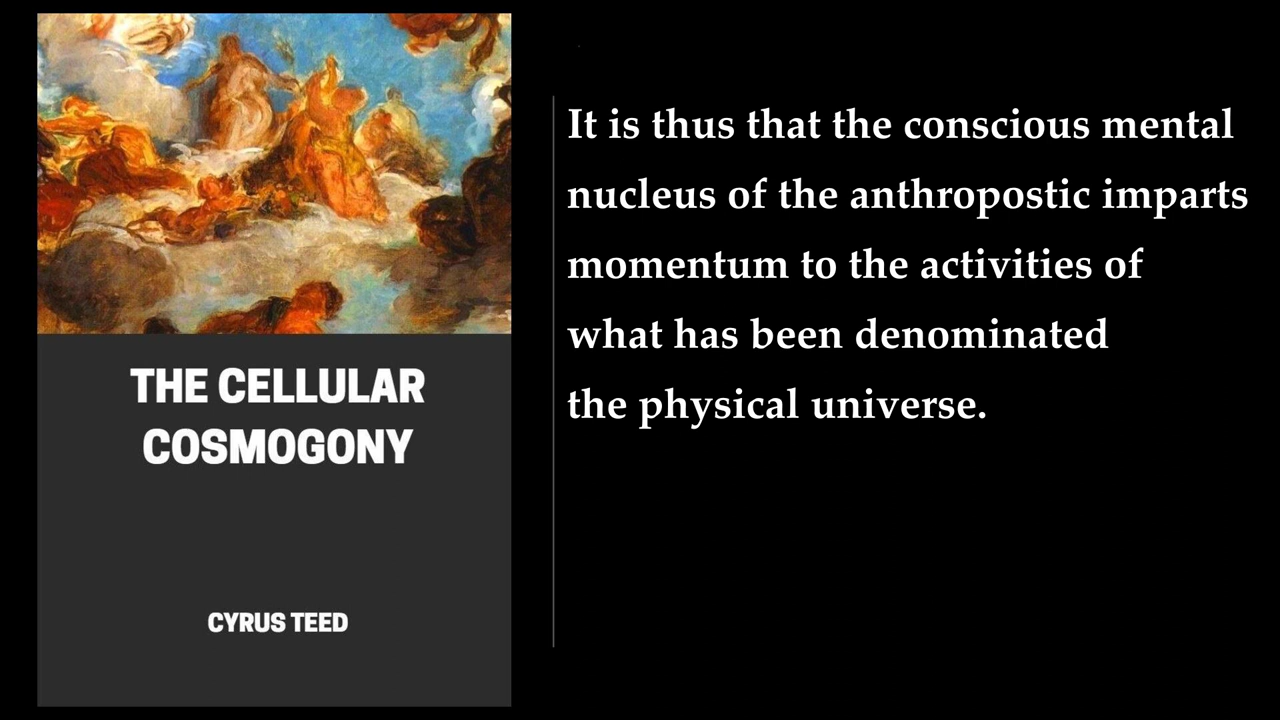 THE CELLULAR
COSMOGONY
CYRUS TEED
It is thus that the conscious mental
nucleus of the anthropostic imparts
momentum to the activities of
what has been denominated
the physical universe.